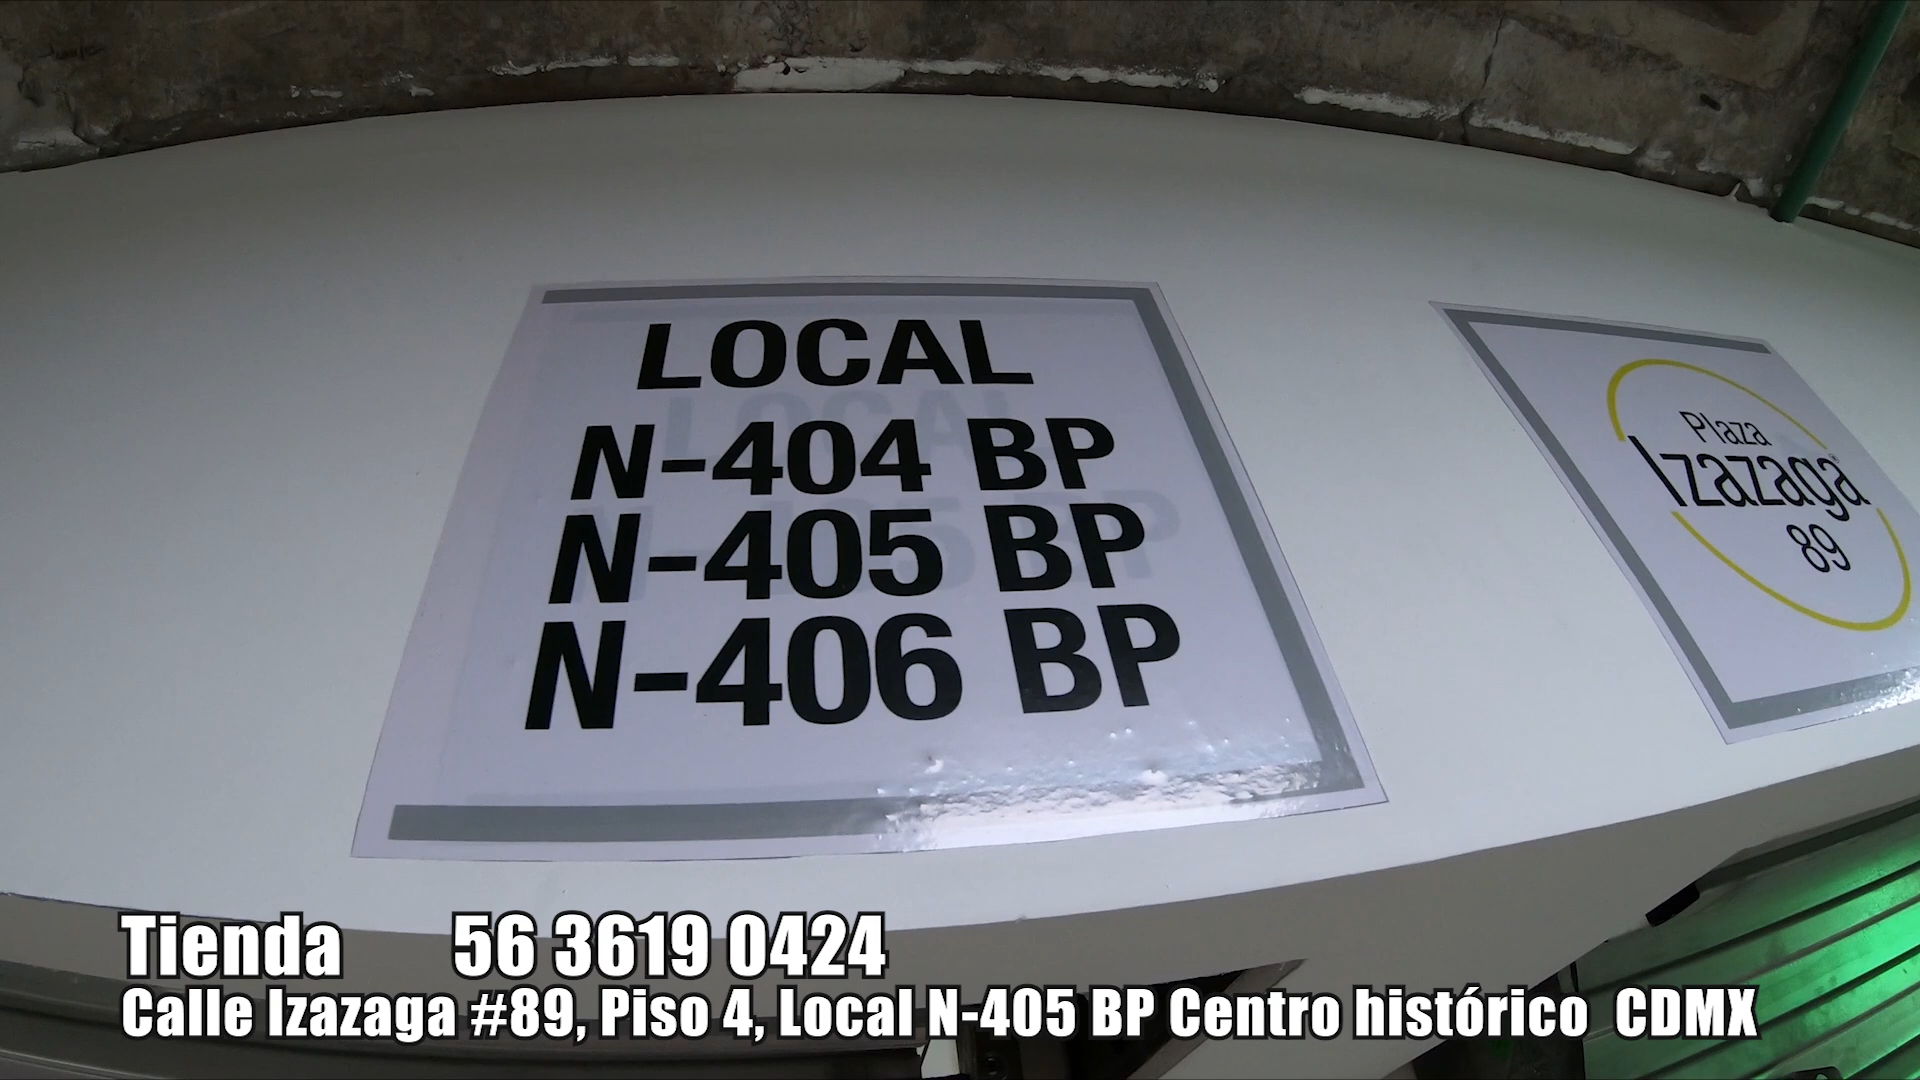 LOCAL
N-404 BP
N-405 BP
N-406 BP
Plaza
Izazaga®
89
Tienda 56 3619 0424
Calle Izazaga #89, Piso 4, Local N-405 BP Centro histórico CDMX